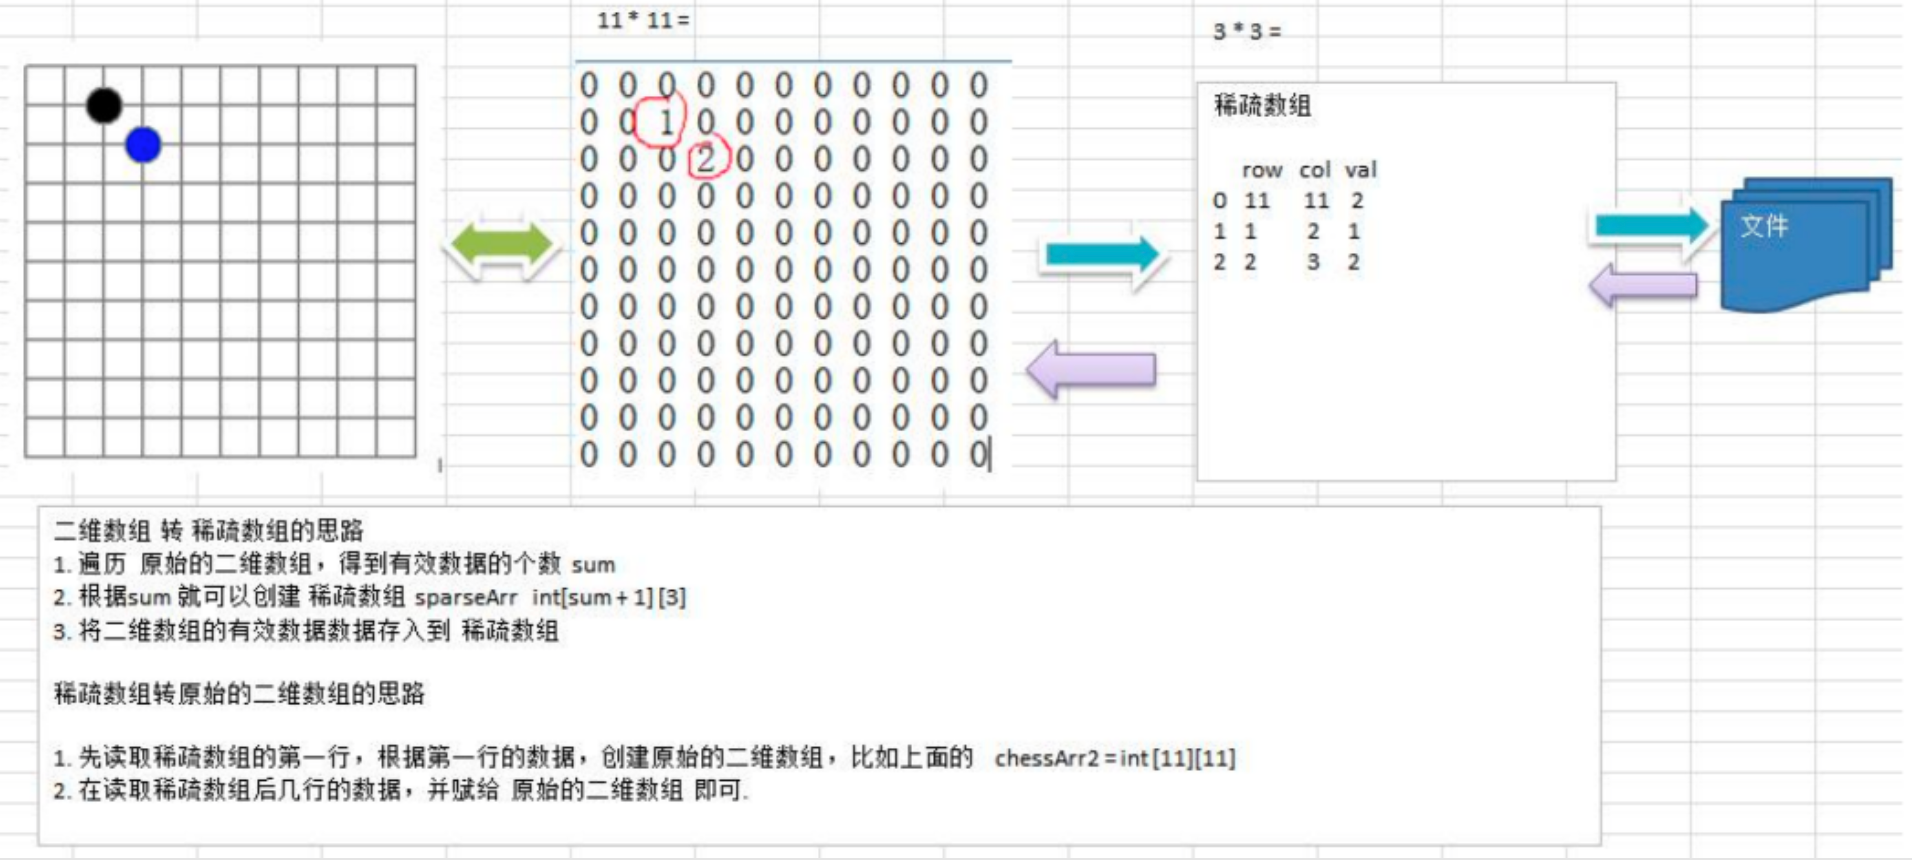 11 * 11 =
3 * 3 =
0 0 0 0 0 0 0 0 0 0 0
0 0 1 0 0 0 0 0 0 0 0
0 0 0 2 0 0 0 0 0 0 0
0 0 0 0 0 0 0 0 0 0 0
0 0 0 0 0 0 0 0 0 0 0
0 0 0 0 0 0 0 0 0 0 0
0 0 0 0 0 0 0 0 0 0 0
0 0 0 0 0 0 0 0 0 0 0
0 0 0 0 0 0 0 0 0 0 0
0 0 0 0 0 0 0 0 0 0 0
0 0 0 0 0 0 0 0 0 0 0
稀疏数组
row col val
0 11 11 2
1 1 2 1
2 2 3 2
文件
二维数组 转 稀疏数组的思路
1. 遍历 原始的二维数组，得到有效数据的个数 sum
2. 根据sum 就可以创建 稀疏数组 sparseArr int[sum + 1] [3]
3. 将二维数组的有效数据数据存入到 稀疏数组
稀疏数组转原始的二维数组的思路
1. 先读取稀疏数组的第一行，根据第一行的数据，创建原始的二维数组，比如上面的 chessArr2 = int [11][11]
2. 在读取稀疏数组后几行的数据，并赋给 原始的二维数组 即可.